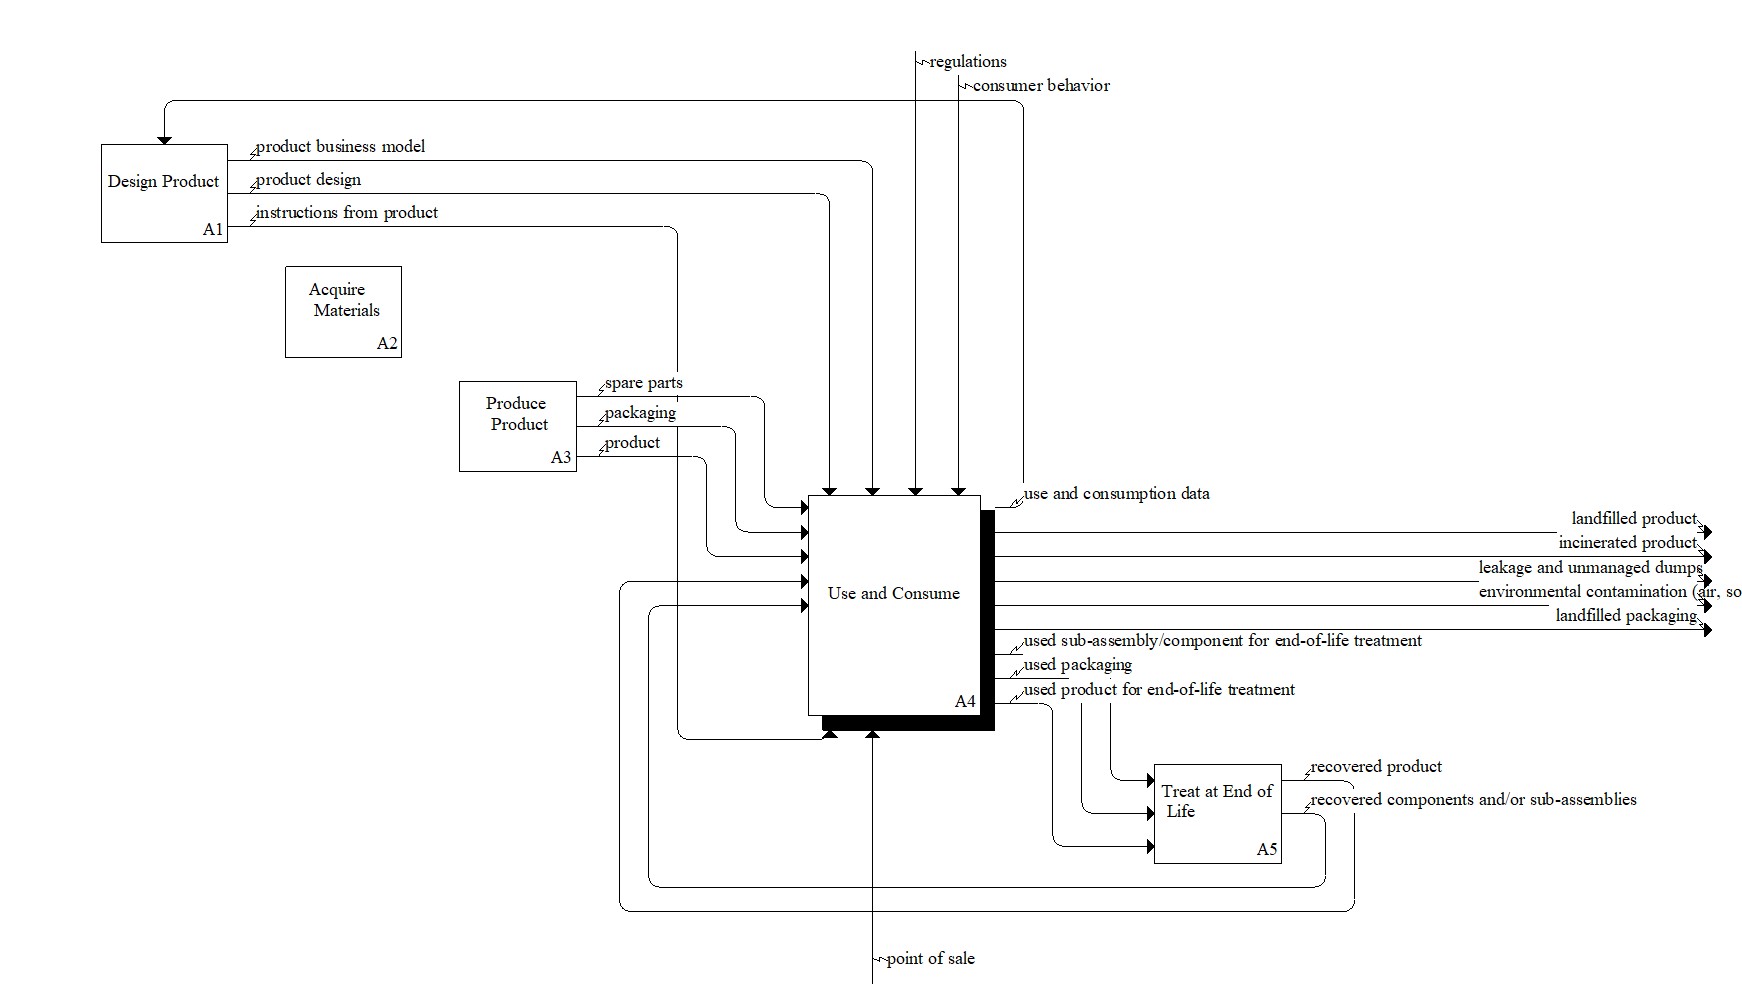 regulations
consumer behavior
product business model
Design Product
product design
instructions from product
A1
Acquire
Materials
A2
spare parts
Produce
Product
packaging
product
A3
use and consumption data
landfilled product
incinerated product
leakage and unmanaged dumps
Use and Consume
environmental contamination (air, so
landfilled packaging
used sub-assembly/component for end-of-life treatment
used packaging
used product for end-of-life treatment
A4
recovered product
Treat at End of
Life
recovered components and/or sub-assemblies
A5
point of sale